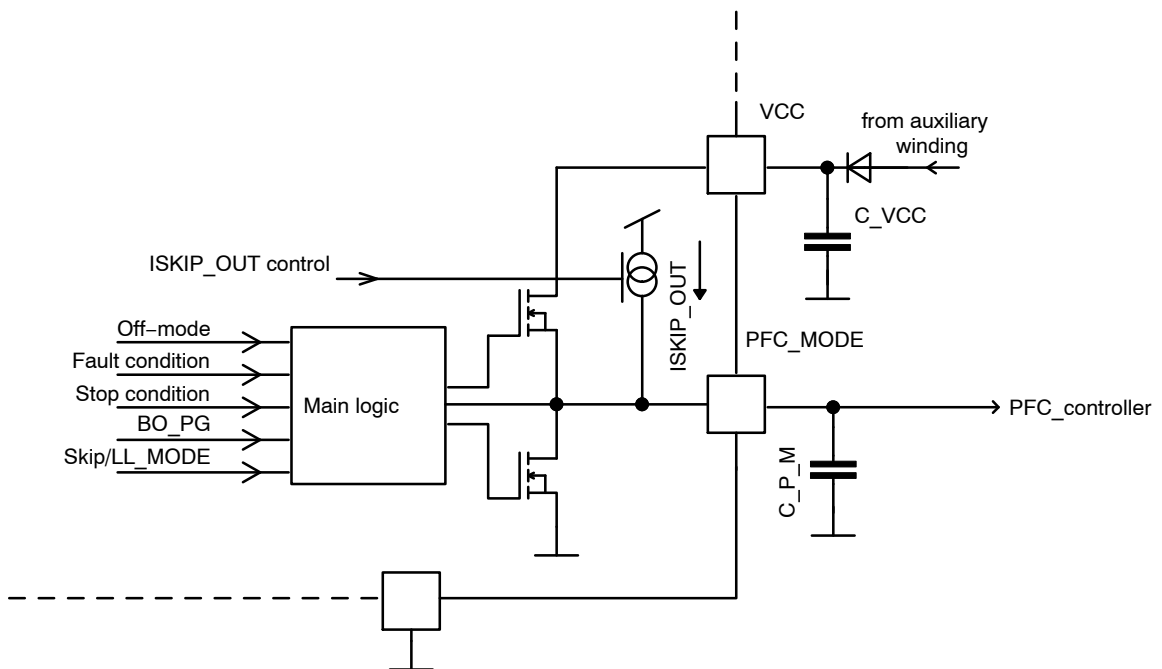 VCC
from auxiliary
winding
C_VCC
ISKIP_OUT control
ISKIP_OUT
Off−mode
Fault condition
Stop condition
BO_PG
Skip/LL_MODE
Main logic
PFC_MODE
PFC_controller
C_P_M